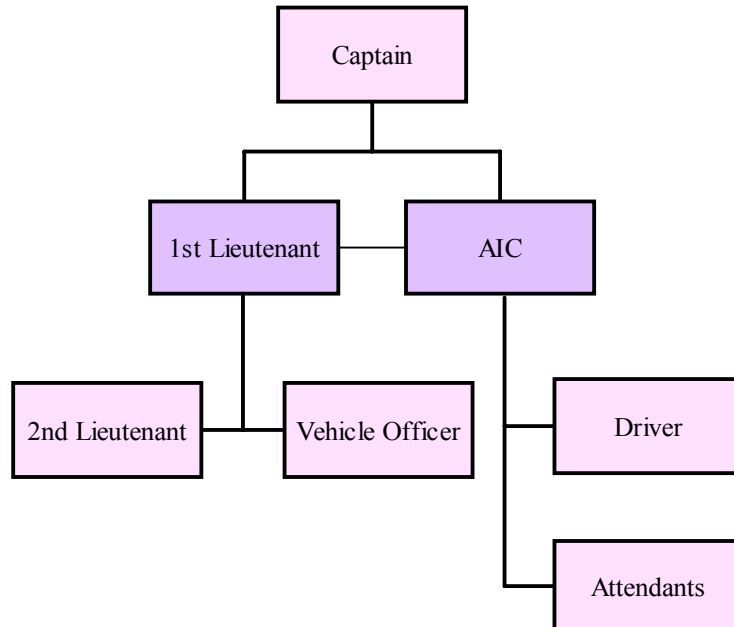 Captain
1st Lieutenant
AIC
2nd Lieutenant
Vehicle Officer
Driver
Attendants